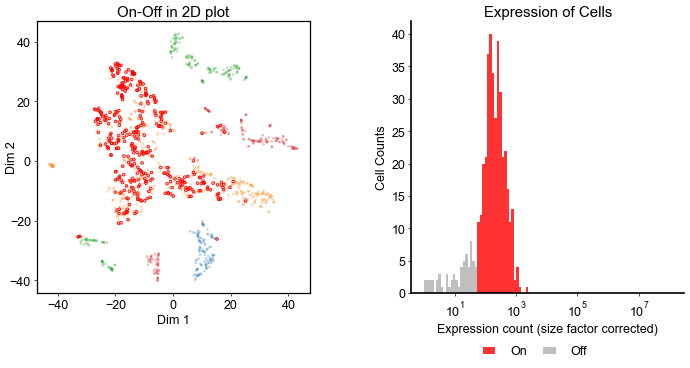 On-Off in 2D plot
40
20
0
−20
−40
Dim 2
−40 −20 0 20 40
Dim 1
Expression of Cells
40
35
30
25
20
15
10
5
0
Cell Counts
10^1 10^3 10^5 10^7
Expression count (size factor corrected)
On Off